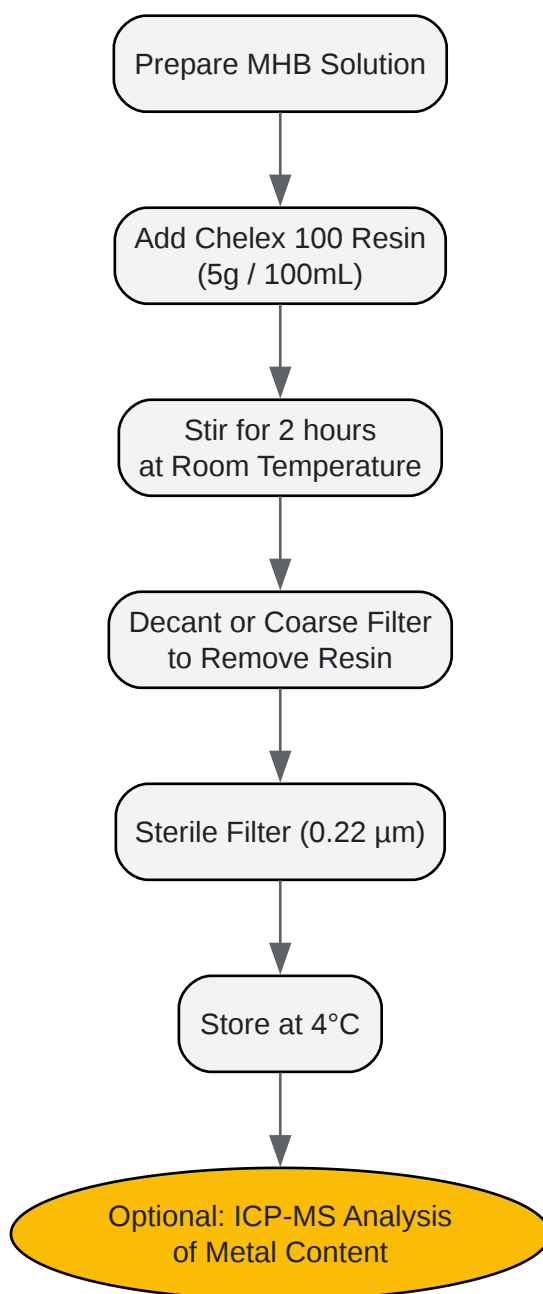 Prepare MHB Solution
Add Chelex 100 Resin
(5g / 100mL)
Stir for 2 hours
at Room Temperature
Decant or Coarse Filter
to Remove Resin
Sterile Filter (0.22 µm)
Store at 4°C
Optional: ICP-MS Analysis
of Metal Content